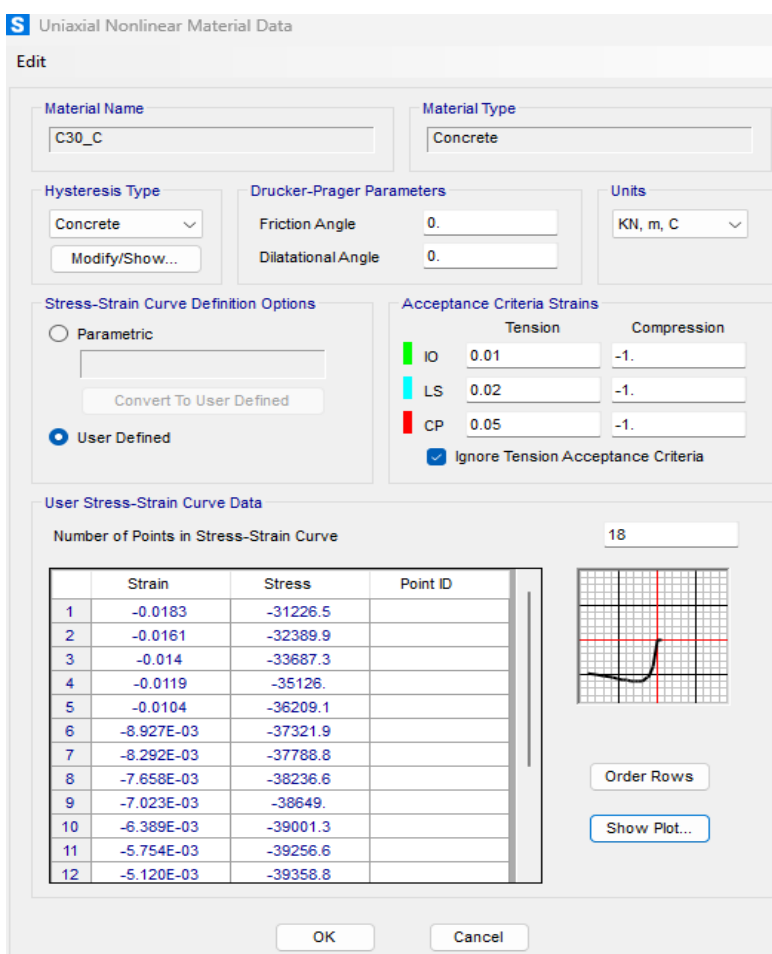 S Uniaxial Nonlinear Material Data
Edit
Material Name
C30_C
Material Type
Concrete
Hysteresis Type
Concrete
Modify/Show...
Drucker-Prager Parameters
Friction Angle 0.
Dilatational Angle 0.
Units
KN, m, C
Stress-Strain Curve Definition Options
Parametric
Convert To User Defined
User Defined
Acceptance Criteria Strains
Tension Compression
IO 0.01 -1.
LS 0.02 -1.
CP 0.05 -1.
Ignore Tension Acceptance Criteria
User Stress-Strain Curve Data
Number of Points in Stress-Strain Curve 18
Strain Stress Point ID
1 -0.0183 -31226.5
2 -0.0161 -32389.9
3 -0.014 -33687.3
4 -0.0119 -35126.
5 -0.0104 -36209.1
6 -8.927E-03 -37321.9
7 -8.292E-03 -37788.8
8 -7.658E-03 -38236.6
9 -7.023E-03 -38649.
10 -6.389E-03 -39001.3
11 -5.754E-03 -39256.6
12 -5.120E-03 -39358.8
Order Rows
Show Plot...
OK Cancel